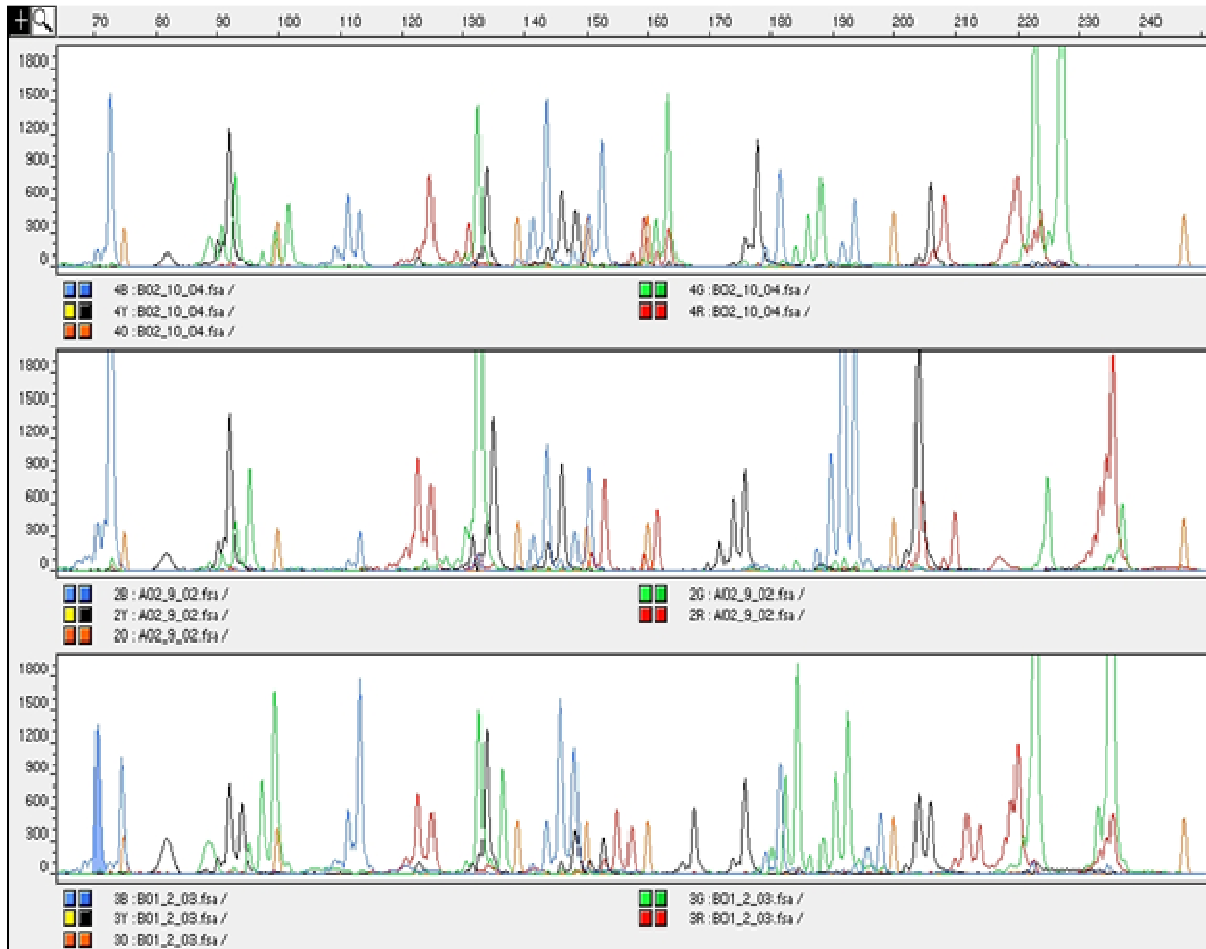 70 80 90 100 110 120 130 140 150 160 170 180 190 200 210 220 230 240
1800
1500
1200
900
600
300
0
4B : B02_10_04.fsa / 4G : B02_10_04.fsa /
4Y : B02_10_04.fsa / 4R : B02_10_04.fsa /
4O : B02_10_04.fsa /
1800
1500
1200
900
600
300
0
2B : A02_9_02.fsa / 2G : A02_9_02.fsa /
2Y : A02_9_02.fsa / 2R : A02_9_02.fsa /
2O : A02_9_02.fsa /
1800
1500
1200
900
600
300
0
3B : B01_2_03.fsa / 3G : B01_2_03.fsa /
3Y : B01_2_03.fsa / 3R : B01_2_03.fsa /
3O : B01_2_03.fsa /